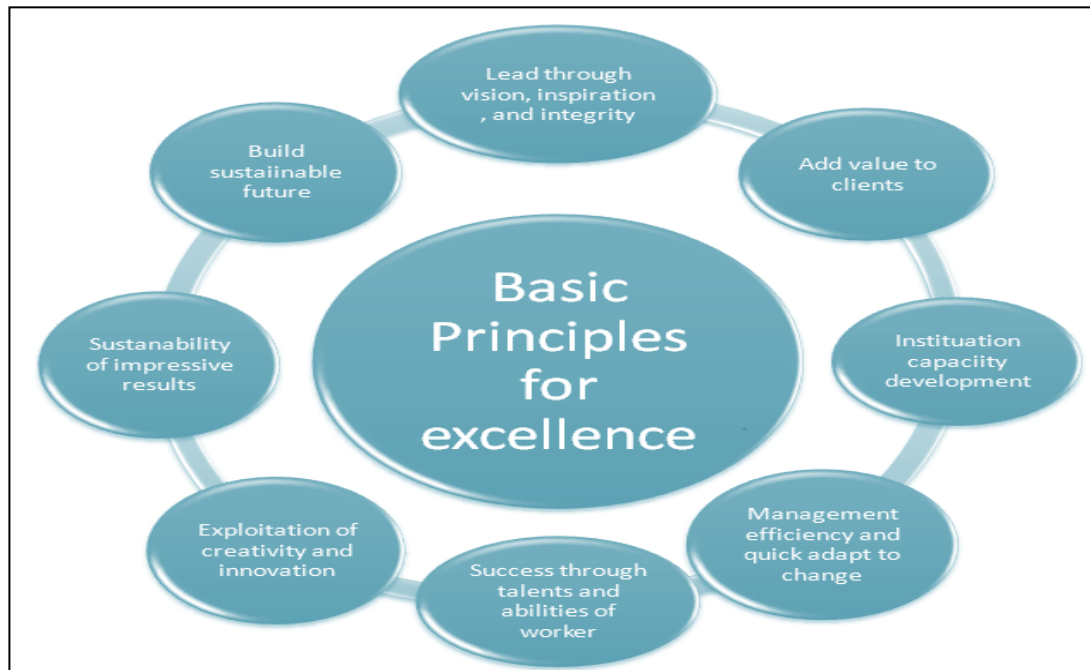 Lead through
vision, inspiration
, and integrity
Add value to
clients
Instituation
capaciity
development
Management
efficiency and
quick adapt to
change
Success through
talents and
abilities of
worker
Exploitation of
creativity and
innovation
Sustanability
of impressive
results
Build
sustaiinable
future
Basic
Principles
for
excellence